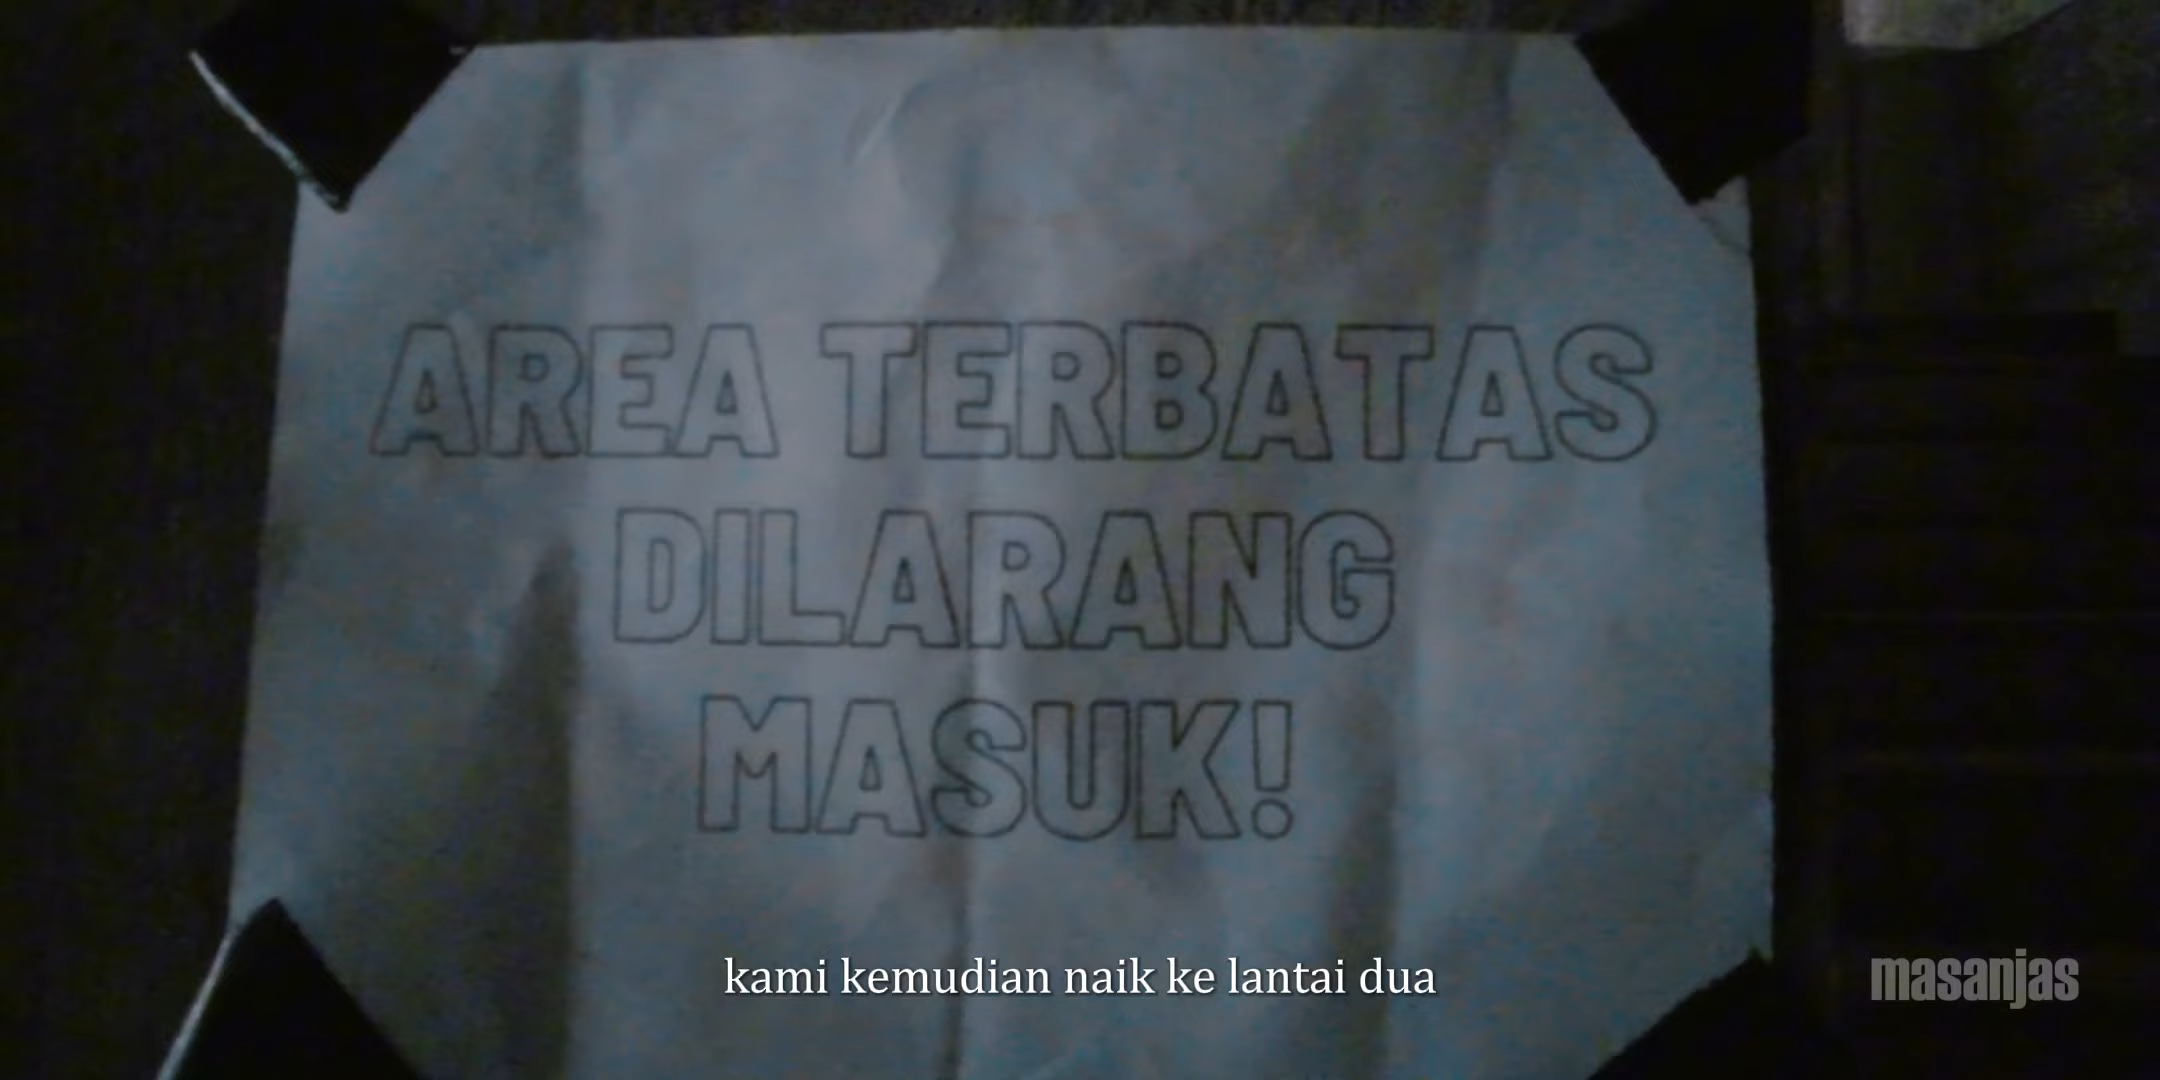 AREA TERBATAS
DILARANG
MASUK!
kami kemudian naik ke lantai dua
masanjas